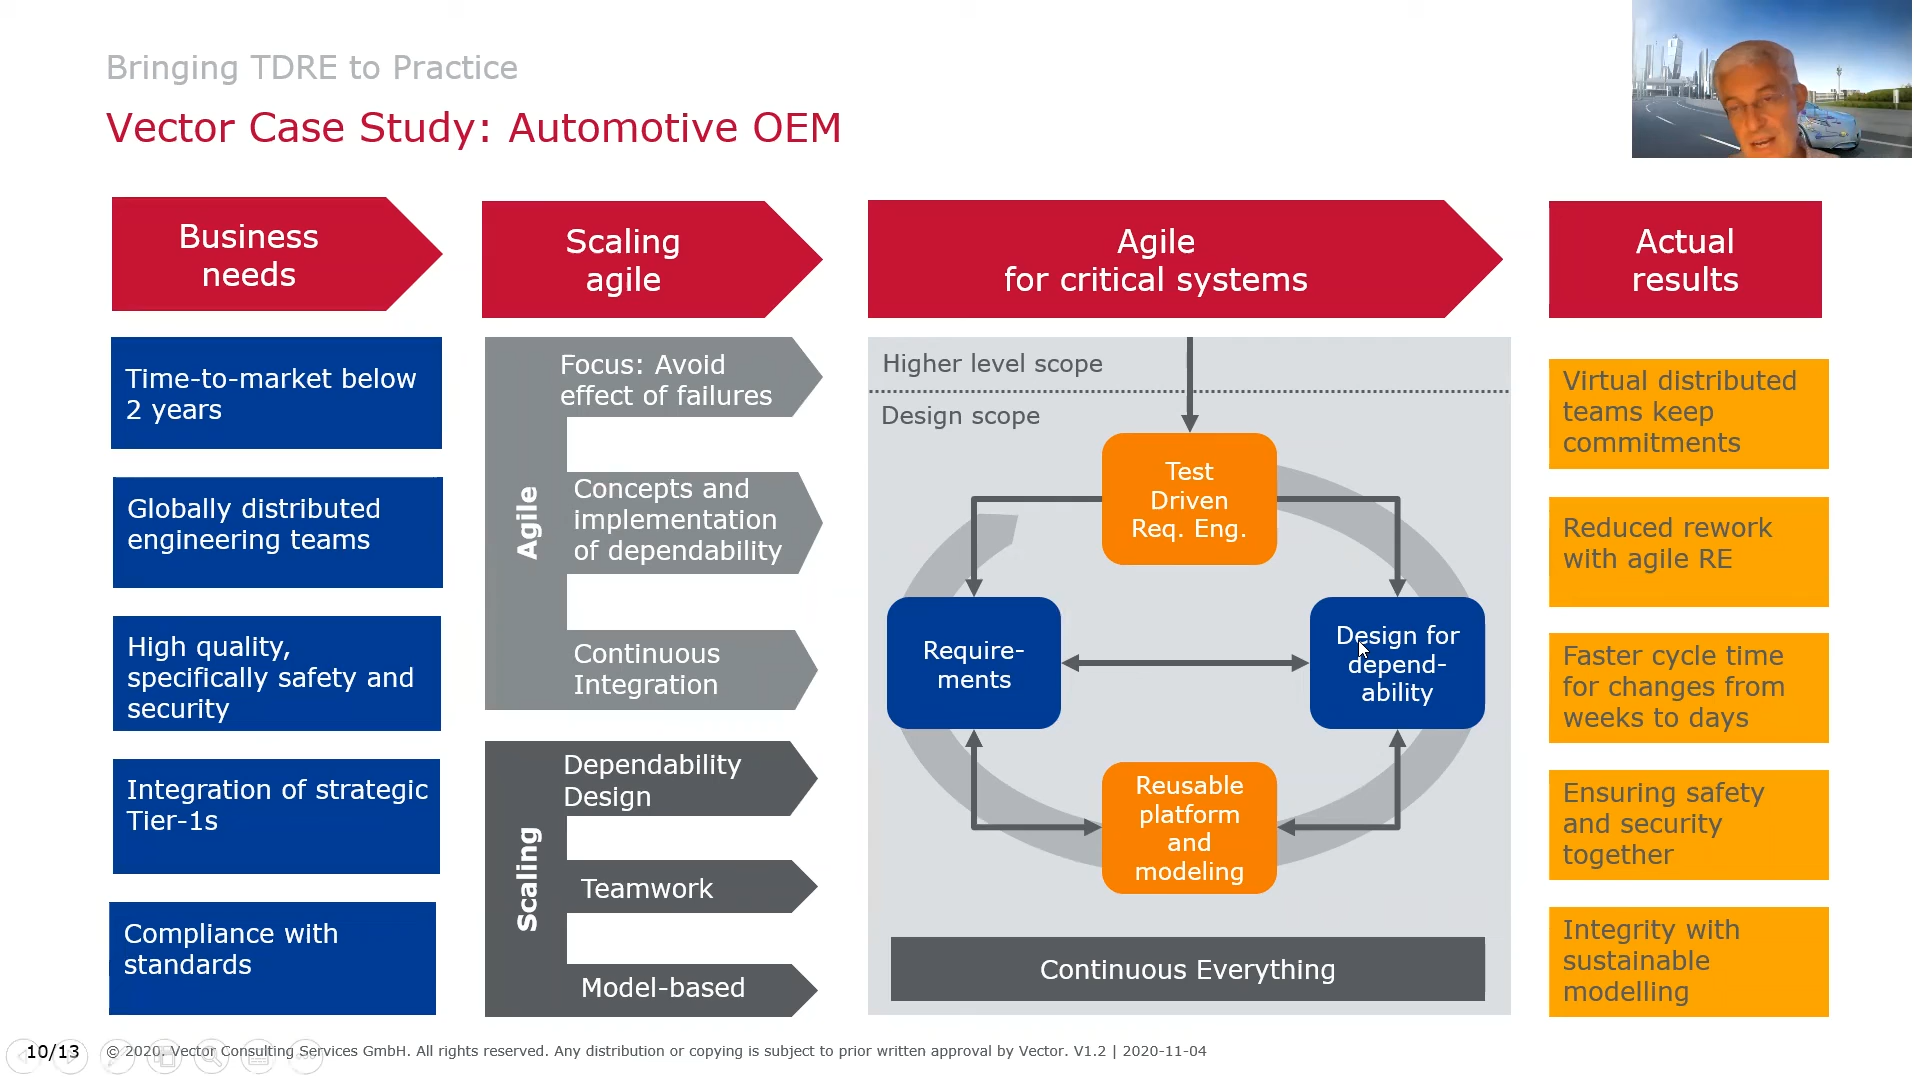 Bringing TDRE to Practice
Vector Case Study: Automotive OEM
Business
needs
Time-to-market below
2 years
Globally distributed
engineering teams
High quality,
specifically safety and
security
Integration of strategic
Tier-1s
Compliance with
standards
Scaling
agile
Agile
Focus: Avoid
effect of failures
Concepts and
implementation
of dependability
Continuous
Integration
Scaling
Dependability
Design
Teamwork
Model-based
Agile
for critical systems
Higher level scope
Design scope
Test
Driven
Req. Eng.
Require-
ments
Design for
depend-
ability
Reusable
platform
and
modeling
Continuous Everything
Actual
results
Virtual distributed
teams keep
commitments
Reduced rework
with agile RE
Faster cycle time
for changes from
weeks to days
Ensuring safety
and security
together
Integrity with
sustainable
modelling
10/13
© 2020. Vector Consulting Services GmbH. All rights reserved. Any distribution or copying is subject to prior written approval by Vector. V1.2 | 2020-11-04